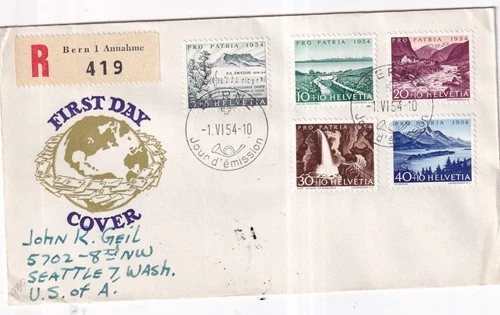 Bern 1 Annahme
R
419
PRO PATRIA 1954
5+5 HELVETIA
PRO PATRIA 1954
10+10 HELVETIA
PRO PATRIA 1954
20+10 HELVETIA
-1.VI 54-10
Jour d'émission
-1.VI 54-10
Jour d'émission
PRO PATRIA 1954
30+10 HELVETIA
PRO PATRIA 1954
40+10 HELVETIA
FIRST DAY
COVER
John K. Geil
5702-8th NW
Seattle 7, Wash.
U.S. of A.